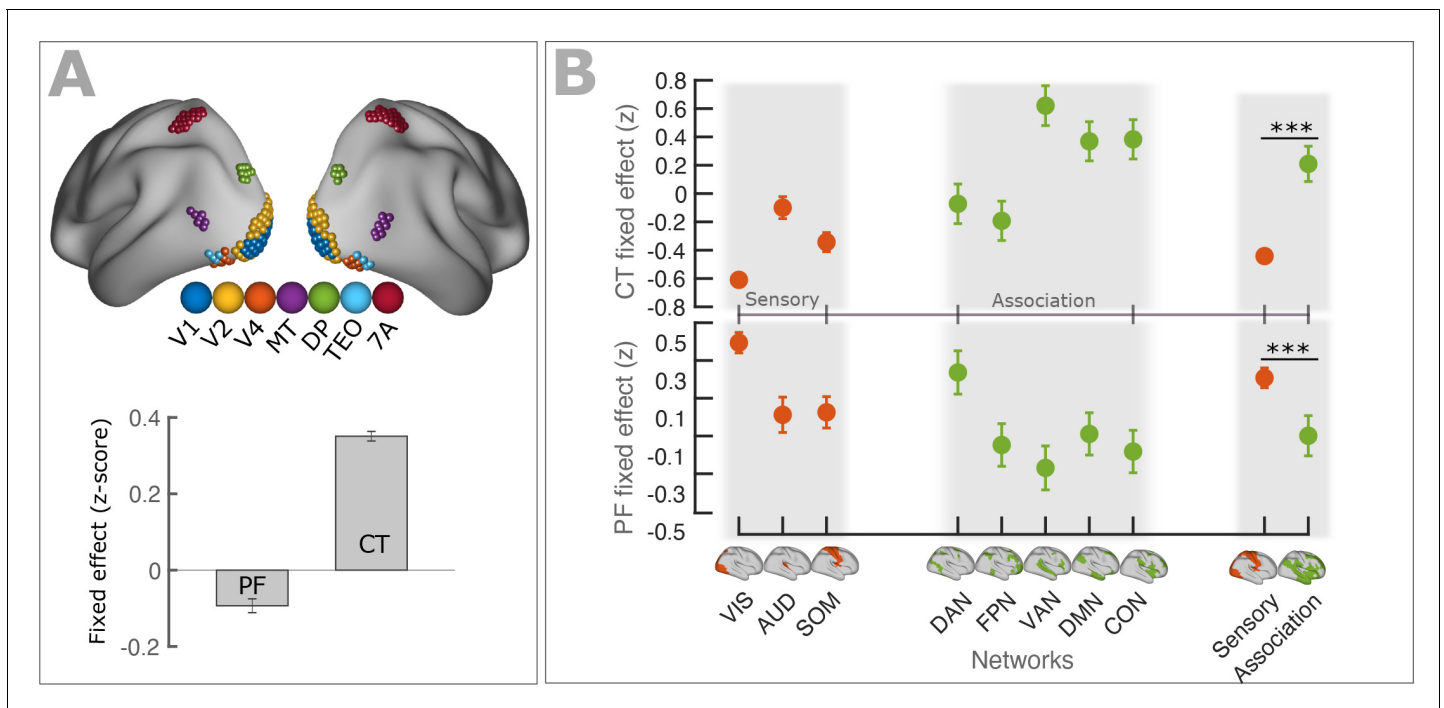 A
V1 V2 V4 MT DP TEO 7A
Fixed effect (z-score)
0.4
0.2
0
-0.2
PF
CT
B
CT fixed effect (z)
0.8
0.6
0.4
0.2
0
-0.2
-0.4
-0.6
-0.8
***
Sensory
Association
PF fixed effect (z)
0.5
0.3
0.1
-0.1
-0.3
-0.5
***
VIS AUD SOM DAN FPN VAN DMN CON Sensory Association
Networks